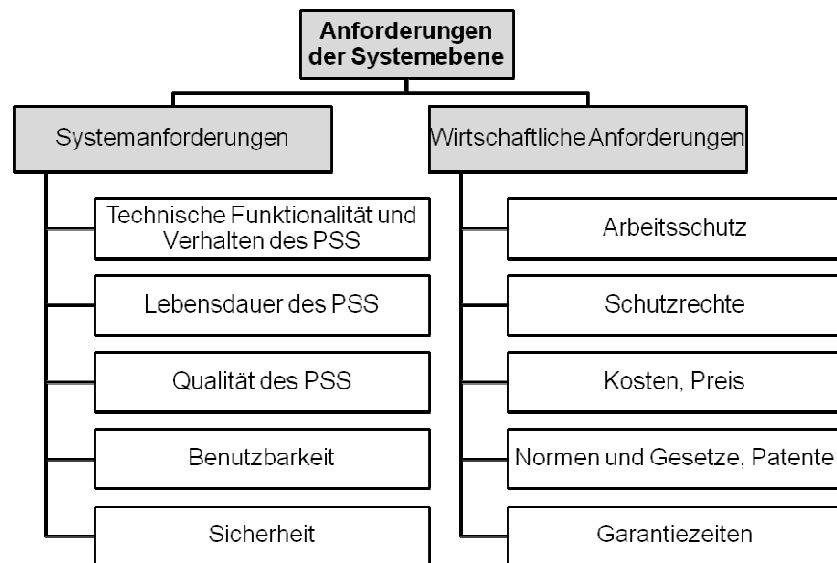 Anforderungen
der Systemebene
Systemanforderungen
Technische Funktionalität und
Verhalten des PSS
Lebensdauer des PSS
Qualität des PSS
Benutzbarkeit
Sicherheit
Wirtschaftliche Anforderungen
Arbeitsschutz
Schutzrechte
Kosten, Preis
Normen und Gesetze, Patente
Garantiezeiten